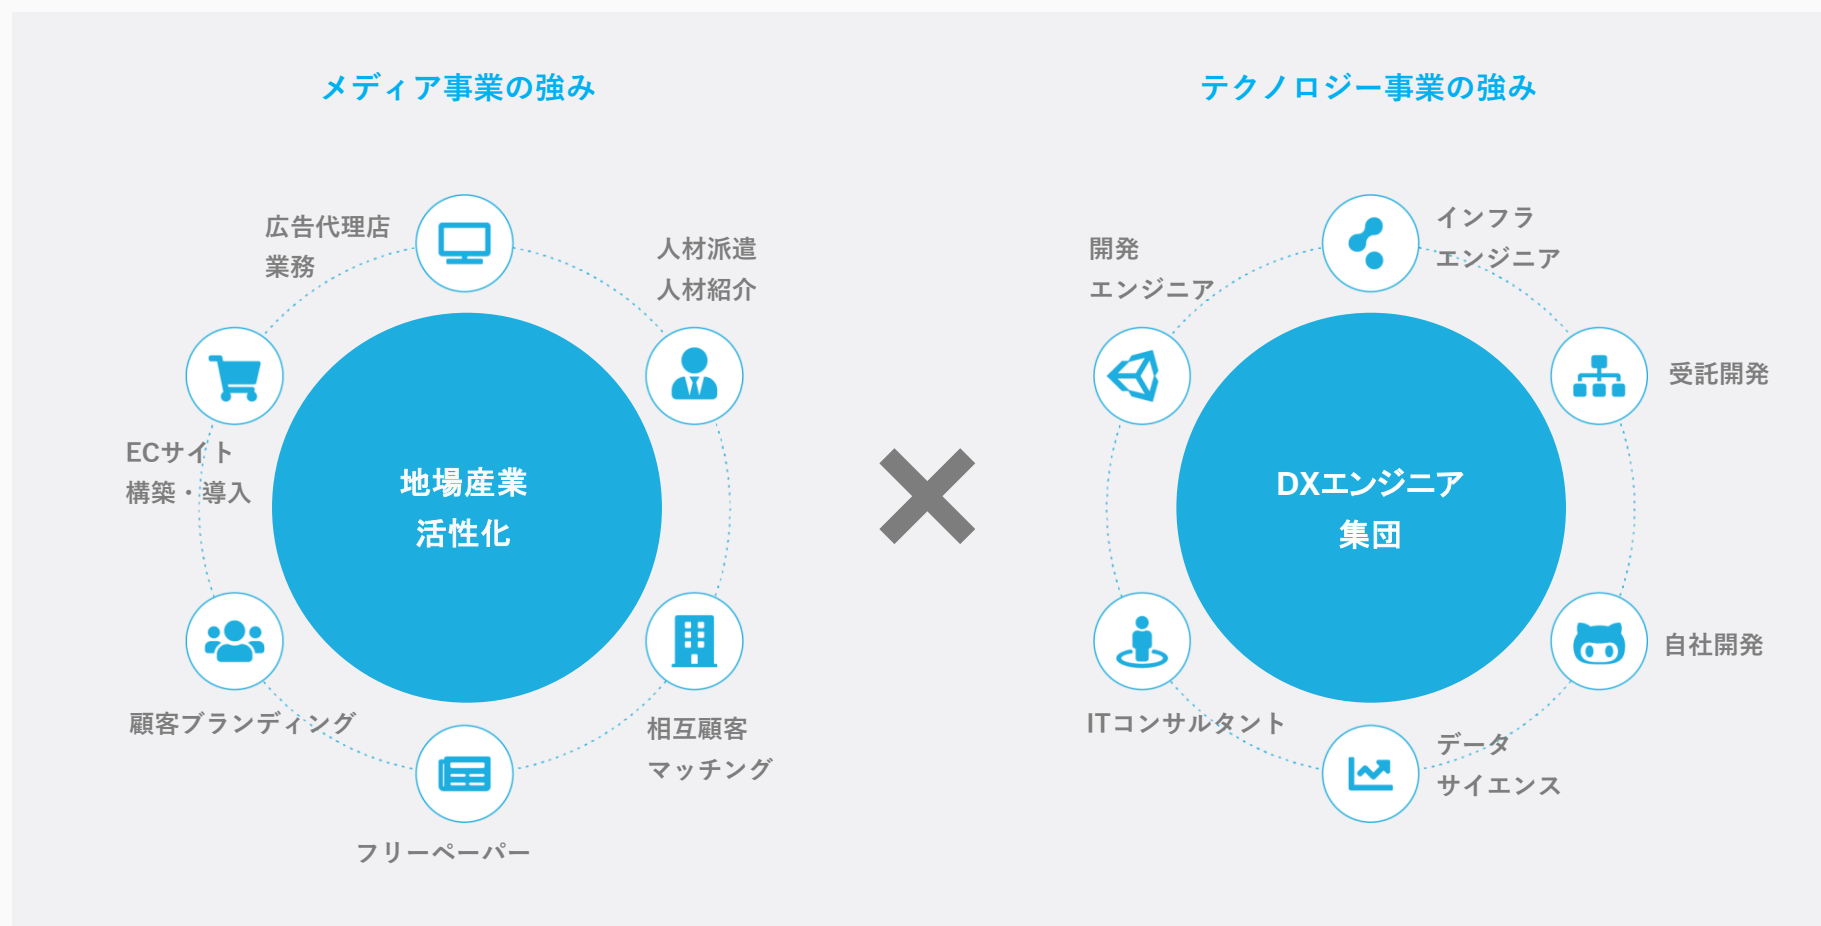 メディア事業の強み
広告代理店
業務
人材派遣
人材紹介
ECサイト
構築・導入
地場産業
活性化
顧客ブランディング
相互顧客
マッチング
フリーペーパー
テクノロジー事業の強み
インフラ
エンジニア
開発
エンジニア
受託開発
DXエンジニア
集団
自社開発
ITコンサルタント
データ
サイエンス